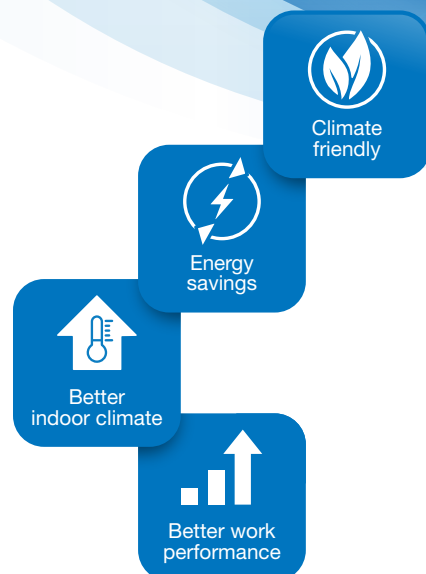 Climate
friendly
Energy
savings
Better
indoor climate
Better work
performance